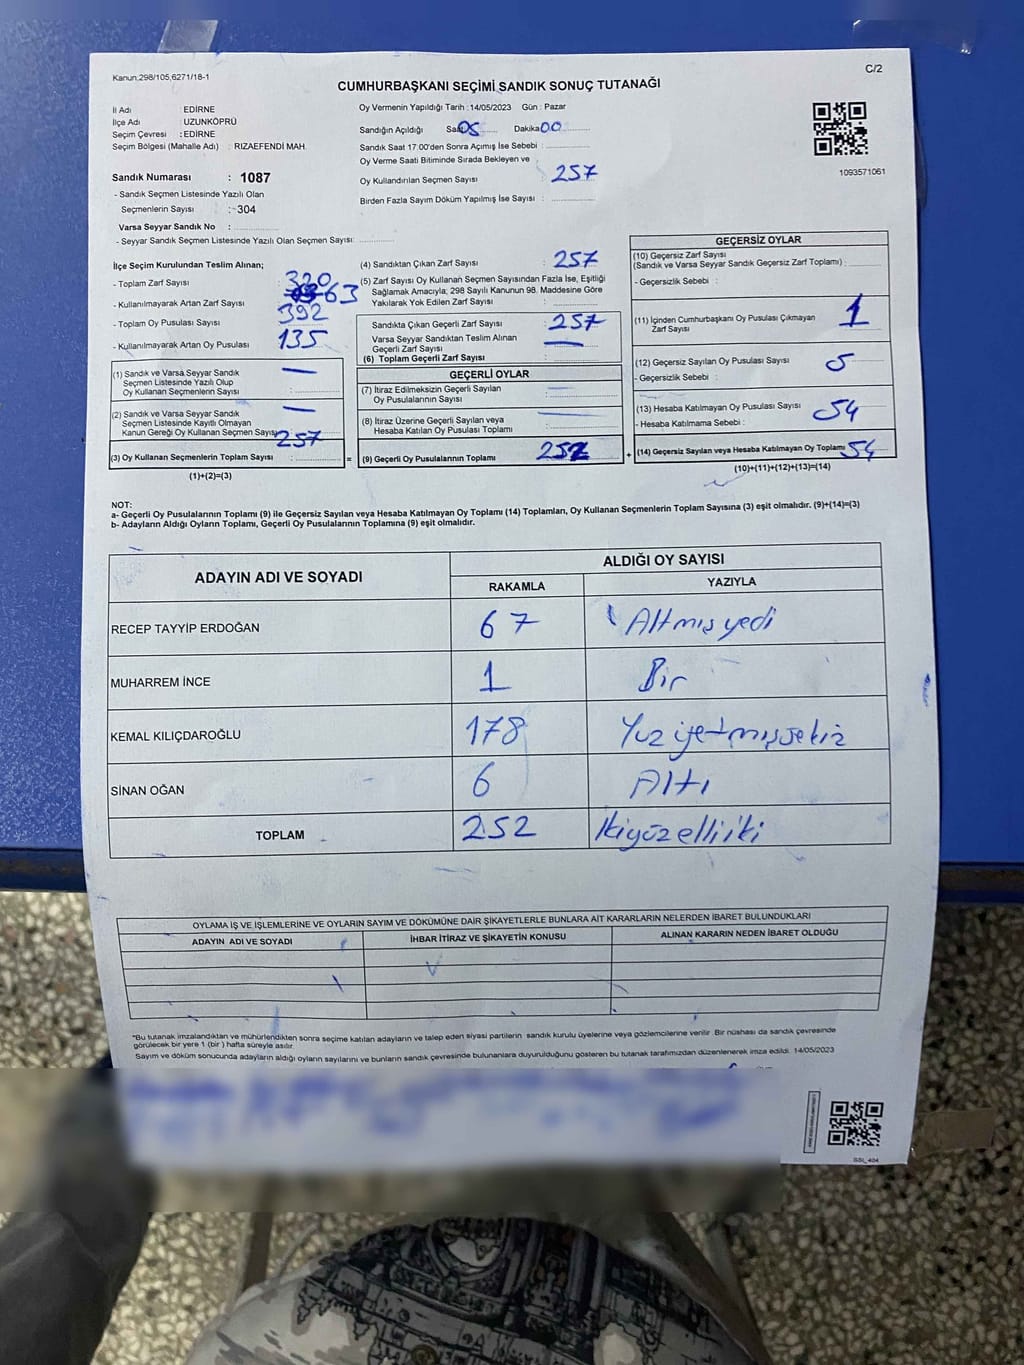 Kanun:298/105,6271/18-1
C/2
CUMHURBAŞKANI SEÇİMİ SANDIK SONUÇ TUTANAĞI
İl Adı : EDİRNE
İlçe Adı : UZUNKÖPRÜ
Seçim Çevresi : EDİRNE
Seçim Bölgesi (Mahalle Adı) : RIZAEFENDİ MAH.
Sandık Numarası : 1087
- Sandık Seçmen Listesinde Yazılı Olan
Seçmenlerin Sayısı : 304
Varsa Seyyar Sandık No :
- Seyyar Sandık Seçmen Listesinde Yazılı Olan Seçmen Sayısı:
Oy Vermenin Yapıldığı Tarih :14/05/2023 Gün : Pazar
Sandığın Açıldığı Saat 05 Dakika 00
Sandık Saat 17.00'den Sonra Açımış İse Sebebi :
Oy Verme Saati Bitiminde Sırada Bekleyen ve
Oy Kullandırılan Seçmen Sayısı : 257
Birden Fazla Sayım Döküm Yapılmış İse Sayısı :
1093571061
İlçe Seçim Kurulundan Teslim Alınan;
- Toplam Zarf Sayısı : 320
- Kullanılmayarak Artan Zarf Sayısı : 63
- Toplam Oy Pusulası Sayısı : 392
- Kullanılmayarak Artan Oy Pusulası : 135
(1) Sandık ve Varsa Seyyar Sandık
Seçmen Listesinde Yazılı Olup
Oy Kullanan Seçmenlerin Sayısı : —
(2) Sandık ve Varsa Seyyar Sandık
Seçmen Listesinde Kayıtlı Olmayan
Kanun Gereği Oy Kullanan Seçmen Sayısı: —
(3) Oy Kullanan Seçmenlerin Toplam Sayısı : 257
(1)+(2)=(3)
(4) Sandıktan Çıkan Zarf Sayısı : 257
(5) Zarf Sayısı Oy Kullanan Seçmen Sayısından Fazla İse, Eşitliği
Sağlamak Amacıyla; 298 Sayılı Kanunun 98. Maddesine Göre
Yakılarak Yok Edilen Zarf Sayısı :
Sandıkta Çıkan Geçerli Zarf Sayısı : 257
Varsa Seyyar Sandıktan Teslim Alınan
Geçerli Zarf Sayısı : —
(6) Toplam Geçerli Zarf Sayısı :
GEÇERLİ OYLAR
(7) İtiraz Edilmeksizin Geçerli Sayılan
Oy Pusulalarının Sayısı : —
(8) İtiraz Üzerine Geçerli Sayılan veya
Hesaba Katılan Oy Pusulası Toplamı : —
= (9) Geçerli Oy Pusulalarının Toplamı : 252
GEÇERSİZ OYLAR
(10) Geçersiz Zarf Sayısı
(Sandık ve Varsa Seyyar Sandık Geçersiz Zarf Toplamı) :
- Geçersizlik Sebebi :
(11) İçinden Cumhurbaşkanı Oy Pusulası Çıkmayan
Zarf Sayısı : 1
(12) Geçersiz Sayılan Oy Pusulası Sayısı : 5
- Geçersizlik Sebebi :
(13) Hesaba Katılmayan Oy Pusulası Sayısı : 54
- Hesaba Katılmama Sebebi :
+ (14) Geçersiz Sayılan veya Hesaba Katılmayan Oy Toplamı : 54
(10)+(11)+(12)+(13)=(14)
NOT:
a- Geçerli Oy Pusulalarının Toplamı (9) ile Geçersiz Sayılan veya Hesaba Katılmayan Oy Toplamı (14) Toplamları, Oy Kullanan Seçmenlerin Toplam Sayısına (3) eşit olmalıdır. (9)+(14)=(3)
b- Adayların Aldığı Oyların Toplamı, Geçerli Oy Pusulalarının Toplamına (9) eşit olmalıdır.
ADAYIN ADI VE SOYADI ALDIĞI OY SAYISI
RAKAMLA YAZIYLA
RECEP TAYYİP ERDOĞAN 67 Altmış yedi
MUHARREM İNCE 1 Bir
KEMAL KILIÇDAROĞLU 178 Yüz yetmişsekiz
SİNAN OĞAN 6 Altı
TOPLAM 252 İkiyüzelliiki
OYLAMA İŞ VE İŞLEMLERİNE VE OYLARIN SAYIM VE DÖKÜMÜNE DAİR ŞİKAYETLERLE BUNLARA AİT KARARLARIN NELERDEN İBARET BULUNDUKLARI
ADAYIN ADI VE SOYADI İHBAR İTİRAZ VE ŞİKAYETİN KONUSU ALINAN KARARIN NEDEN İBARET OLDUĞU
*Bu tutanak imzalandıktan ve mühürlendikten sonra seçime katılan adayların ve talep eden siyasi partilerin sandık kurulu üyelerine veya gözlemcilerine verilir. Bir nüshası da sandık çevresinde
görülecek bir yere 1 (bir) hafta süreyle asılır.
Sayım ve döküm sonucunda adayların aldığı oyların sayılarını ve bunların sandık çevresinde bulunanlara duyurulduğunu gösteren bu tutanak tarafımızdan düzenlenerek imza edildi. 14/05/2023
SSI_404